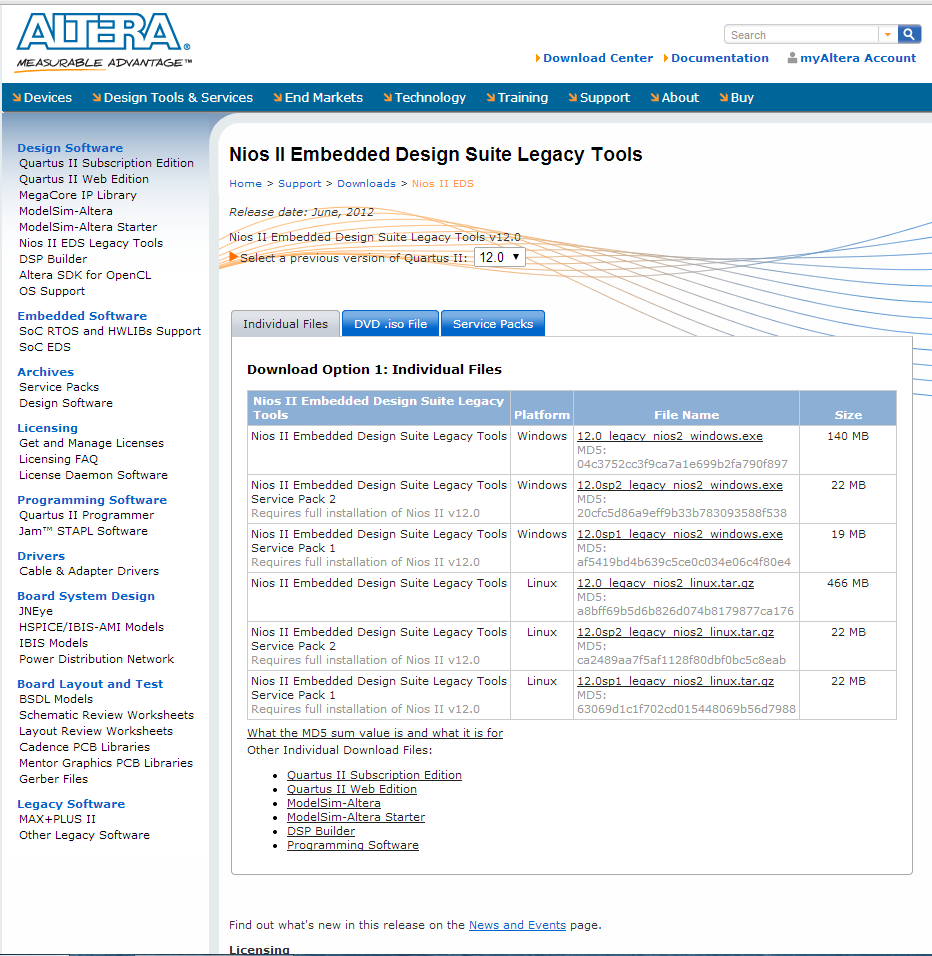 ALTERA®
MEASURABLE ADVANTAGE™
Search
Download Center Documentation myAltera Account
Devices Design Tools & Services End Markets Technology Training Support About Buy
Design Software
Quartus II Subscription Edition
Quartus II Web Edition
MegaCore IP Library
ModelSim-Altera
ModelSim-Altera Starter
Nios II EDS Legacy Tools
DSP Builder
Altera SDK for OpenCL
OS Support
Embedded Software
SoC RTOS and HWLIBs Support
SoC EDS
Archives
Service Packs
Design Software
Licensing
Get and Manage Licenses
Licensing FAQ
License Daemon Software
Programming Software
Quartus II Programmer
Jam™ STAPL Software
Drivers
Cable & Adapter Drivers
Board System Design
JNEye
HSPICE/IBIS-AMI Models
IBIS Models
Power Distribution Network
Board Layout and Test
BSDL Models
Schematic Review Worksheets
Layout Review Worksheets
Cadence PCB Libraries
Mentor Graphics PCB Libraries
Gerber Files
Legacy Software
MAX+PLUS II
Other Legacy Software
Nios II Embedded Design Suite Legacy Tools
Home > Support > Downloads > Nios II EDS
Release date: June, 2012
Nios II Embedded Design Suite Legacy Tools v12.0
Select a previous version of Quartus II: 12.0
Individual Files DVD .iso File Service Packs
Download Option 1: Individual Files
Nios II Embedded Design Suite Legacy
Tools Platform File Name Size
Nios II Embedded Design Suite Legacy Tools Windows 12.0_legacy_nios2_windows.exe 140 MB
MD5:
04c3752cc3f9ca7a1e699b2fa790f897
Nios II Embedded Design Suite Legacy Tools Windows 12.0sp2_legacy_nios2_windows.exe 22 MB
Service Pack 2 MD5:
Requires full installation of Nios II v12.0 20cfc5d86a9eff9b33b783093588f538
Nios II Embedded Design Suite Legacy Tools Windows 12.0sp1_legacy_nios2_windows.exe 19 MB
Service Pack 1 MD5:
Requires full installation of Nios II v12.0 af5419bd4b639c5ce0c034e06c4f80e4
Nios II Embedded Design Suite Legacy Tools Linux 12.0_legacy_nios2_linux.tar.gz 466 MB
MD5:
a8bff69b5d6b826d074b8179877ca176
Nios II Embedded Design Suite Legacy Tools Linux 12.0sp2_legacy_nios2_linux.tar.gz 22 MB
Service Pack 2 MD5:
Requires full installation of Nios II v12.0 ca2489aa7f5af1128f80dbf0bc5c8eab
Nios II Embedded Design Suite Legacy Tools Linux 12.0sp1_legacy_nios2_linux.tar.gz 22 MB
Service Pack 1 MD5:
Requires full installation of Nios II v12.0 63069d1c1f702cd015448069b56d7988
What the MD5 sum value is and what it is for
Other Individual Download Files:
Quartus II Subscription Edition
Quartus II Web Edition
ModelSim-Altera
ModelSim-Altera Starter
DSP Builder
Programming Software
Find out what's new in this release on the News and Events page.
Licensing